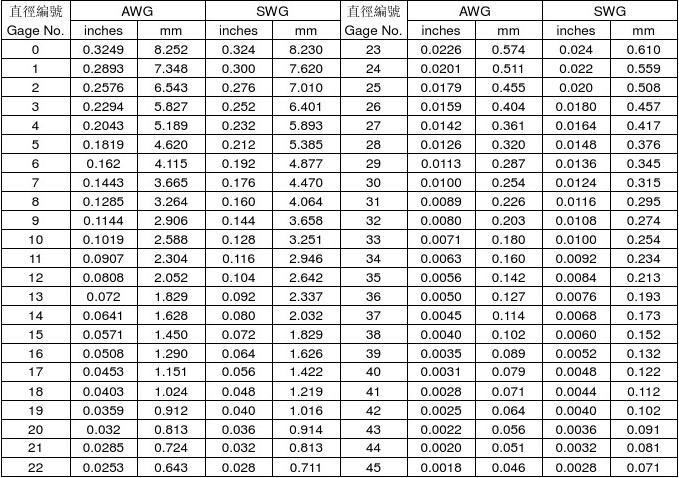 直徑編號 AWG SWG 直徑編號 AWG SWG
Gage No. inches mm inches mm Gage No. inches mm inches mm
0 0.3249 8.252 0.324 8.230 23 0.0226 0.574 0.024 0.610
1 0.2893 7.348 0.300 7.620 24 0.0201 0.511 0.022 0.559
2 0.2576 6.543 0.276 7.010 25 0.0179 0.455 0.020 0.508
3 0.2294 5.827 0.252 6.401 26 0.0159 0.404 0.0180 0.457
4 0.2043 5.189 0.232 5.893 27 0.0142 0.361 0.0164 0.417
5 0.1819 4.620 0.212 5.385 28 0.0126 0.320 0.0148 0.376
6 0.162 4.115 0.192 4.877 29 0.0113 0.287 0.0136 0.345
7 0.1443 3.665 0.176 4.470 30 0.0100 0.254 0.0124 0.315
8 0.1285 3.264 0.160 4.064 31 0.0089 0.226 0.0116 0.295
9 0.1144 2.906 0.144 3.658 32 0.0080 0.203 0.0108 0.274
10 0.1019 2.588 0.128 3.251 33 0.0071 0.180 0.0100 0.254
11 0.0907 2.304 0.116 2.946 34 0.0063 0.160 0.0092 0.234
12 0.0808 2.052 0.104 2.642 35 0.0056 0.142 0.0084 0.213
13 0.072 1.829 0.092 2.337 36 0.0050 0.127 0.0076 0.193
14 0.0641 1.628 0.080 2.032 37 0.0045 0.114 0.0068 0.173
15 0.0571 1.450 0.072 1.829 38 0.0040 0.102 0.0060 0.152
16 0.0508 1.290 0.064 1.626 39 0.0035 0.089 0.0052 0.132
17 0.0453 1.151 0.056 1.422 40 0.0031 0.079 0.0048 0.122
18 0.0403 1.024 0.048 1.219 41 0.0028 0.071 0.0044 0.112
19 0.0359 0.912 0.040 1.016 42 0.0025 0.064 0.0040 0.102
20 0.032 0.813 0.036 0.914 43 0.0022 0.056 0.0036 0.091
21 0.0285 0.724 0.032 0.813 44 0.0020 0.051 0.0032 0.081
22 0.0253 0.643 0.028 0.711 45 0.0018 0.046 0.0028 0.071